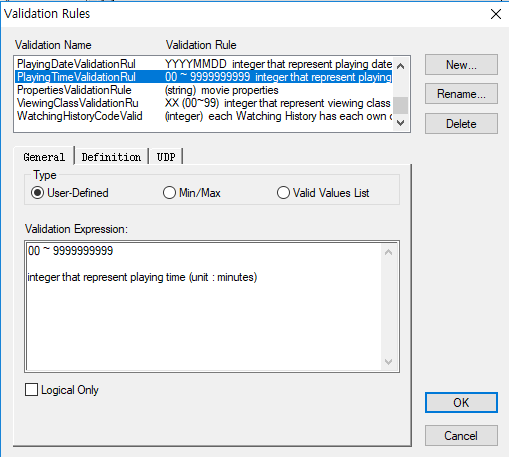 Validation Rules
Validation Name Validation Rule
PlayingDateValidationRul YYYYMMDD integer that represent playing date
PlayingTimeValidationRul 00 ~ 9999999999 integer that represent playing
PropertiesValidationRule (string) movie properties
ViewingClassValidationRu XX (00~99) integer that represent viewing class
WatchingHistoryCodeValid (integer) each Watching History has each own c
New...
Rename...
Delete
General Definition UDP
Type
User-Defined Min/Max Valid Values List
Validation Expression:
00 ~ 9999999999
integer that represent playing time (unit : minutes)
Logical Only
OK
Cancel